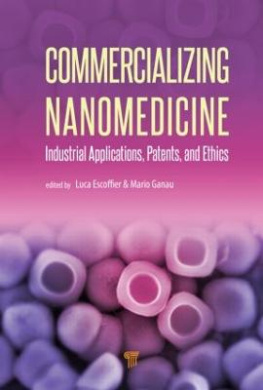 COMMERCIALIZING
NANOMEDICINE
Industrial Applications, Patents, and Ethics
edited by Luca Escoffier & Mario Ganau